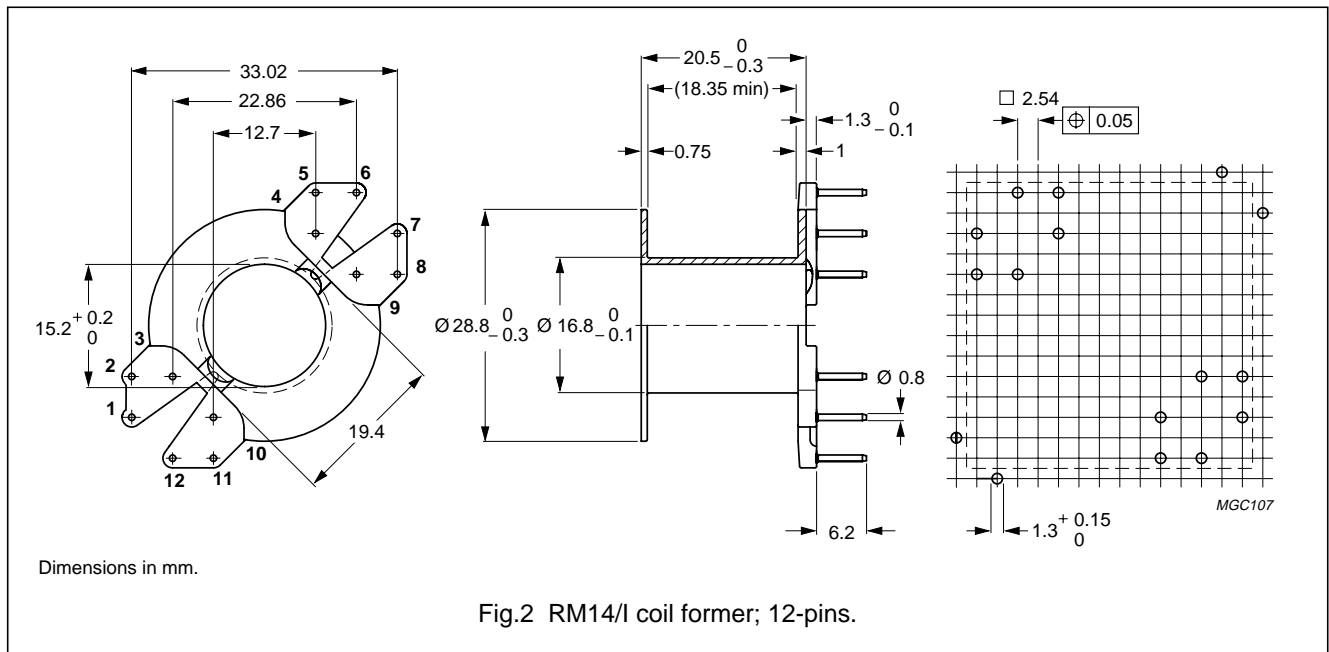 33.02
22.86
12.7
5 6
4
7
8
9
15.2 + 0.2 0
3
2
1
10
12 11
19.4
20.5 0 – 0.3
(18.35 min)
1.3 0 – 0.1
0.75
1
Ø 28.8 0 – 0.3
Ø 16.8 0 – 0.1
Ø 0.8
6.2
□ 2.54
⌖ 0.05
1.3 + 0.15 0
MGC107
Dimensions in mm.
Fig.2 RM14/I coil former; 12-pins.